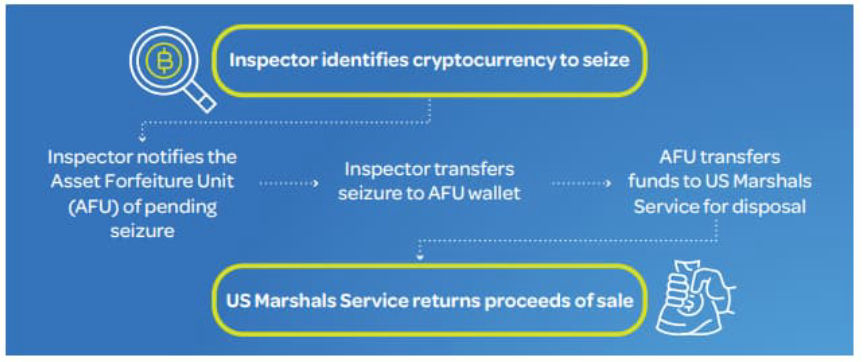 Inspector identifies cryptocurrency to seize
Inspector notifies the
Asset Forfeiture Unit
(AFU) of pending
seizure
Inspector transfers
seizure to AFU wallet
AFU transfers
funds to US Marshals
Service for disposal
US Marshals Service returns proceeds of sale